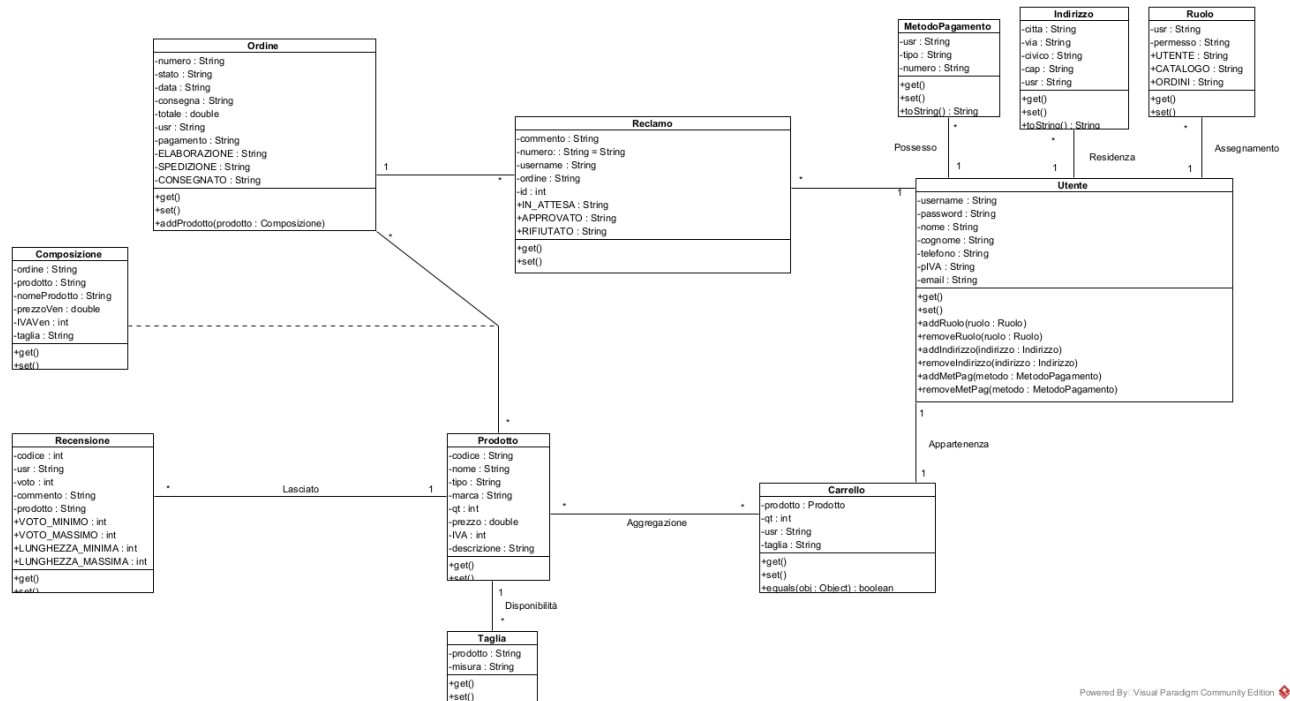 Ordine
-numero : String
-stato : String
-data : String
-consegna : String
-totale : double
-usr : String
-pagamento : String
-ELABORAZIONE : String
-SPEDIZIONE : String
-CONSEGNATO : String
+get()
+set()
+addProdotto(prodotto : Composizione)
1
*
*
Reclamo
-commento : String
-numero: : String = String
-username : String
-ordine : String
-id : int
+IN_ATTESA : String
+APPROVATO : String
+RIFIUTATO : String
+get()
+set()
*
1
MetodoPagamento
-usr : String
-tipo : String
-numero : String
+get()
+set()
+toString() : String
*
Possesso
1
Indirizzo
-citta : String
-via : String
-civico : String
-cap : String
-usr : String
+get()
+set()
+toString() : String
*
Residenza
1
Ruolo
-usr : String
-permesso : String
+UTENTE : String
+CATALOGO : String
+ORDINI : String
+get()
+set()
*
Assegnamento
1
Utente
-username : String
-password : String
-nome : String
-cognome : String
-telefono : String
-pIVA : String
-email : String
+get()
+set()
+addRuolo(ruolo : Ruolo)
+removeRuolo(ruolo : Ruolo)
+addIndirizzo(indirizzo : Indirizzo)
+removeIndirizzo(indirizzo : Indirizzo)
+addMetPag(metodo : MetodoPagamento)
+removeMetPag(metodo : MetodoPagamento)
1
Appartenenza
1
Composizione
-ordine : String
-prodotto : String
-nomeProdotto : String
-prezzoVen : double
-IVAVen : int
-taglia : String
+get()
+set()
*
Recensione
-codice : int
-usr : String
-voto : int
-commento : String
-prodotto : String
+VOTO_MINIMO : int
+VOTO_MASSIMO : int
+LUNGHEZZA_MINIMA : int
+LUNGHEZZA_MASSIMA : int
+get()
+set()
*
Lasciato
1
Prodotto
-codice : String
-nome : String
-tipo : String
-marca : String
-qt : int
-prezzo : double
-IVA : int
-descrizione : String
+get()
+set()
*
Aggregazione
*
Carrello
-prodotto : Prodotto
-qt : int
-usr : String
-taglia : String
+get()
+set()
+equals(obj : Object) : boolean
1
Disponibilità
*
Taglia
-prodotto : String
-misura : String
+get()
+set()
Powered By Visual Paradigm Community Edition